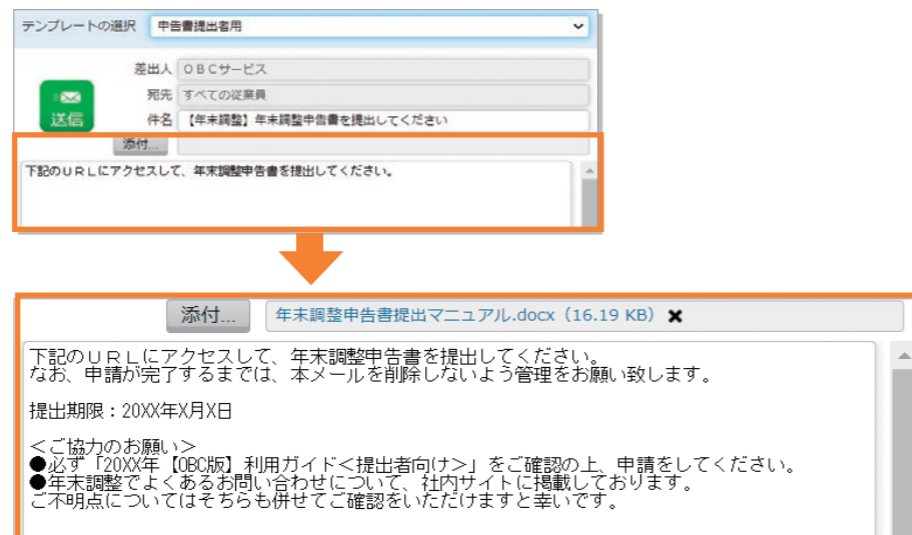 テンプレートの選択 申告書提出者用
差出人 OBCサービス
宛先 すべての従業員
送信
件名 【年末調整】年末調整申告書を提出してください
添付...
下記のURLにアクセスして、年末調整申告書を提出してください。
添付... 年末調整申告書提出マニュアル.docx（16.19 KB）✖
下記のURLにアクセスして、年末調整申告書を提出してください。
なお、申請が完了するまでは、本メールを削除しないよう管理をお願い致します。
提出期限：20XX年X月X日
＜ご協力のお願い＞
●必ず「20XX年【OBC版】利用ガイド＜提出者向け＞」をご確認の上、申請をしてください。
●年末調整でよくあるお問い合わせについて、社内サイトに掲載しております。
ご不明点についてはそちらも併せてご確認をいただけますと幸いです。